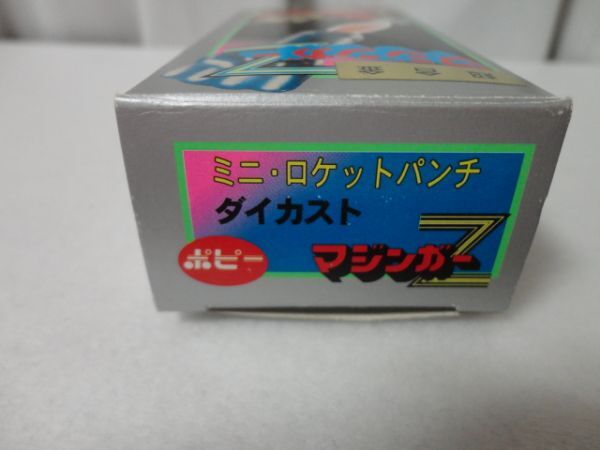 ミニ・ロケットパンチ
ダイカスト
ポピー
マジンガーZ